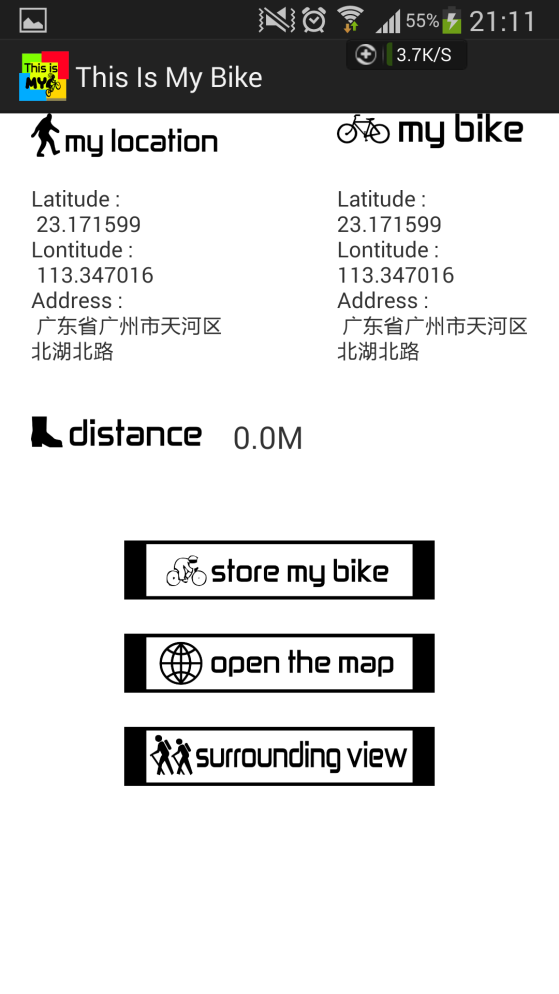 55% 21:11
3.7K/S
This is
MY
This Is My Bike
my location
Latitude :
23.171599
Lontitude :
113.347016
Address :
广东省广州市天河区
北湖北路
my bike
Latitude :
23.171599
Lontitude :
113.347016
Address :
广东省广州市天河区
北湖北路
distance 0.0M
store my bike
open the map
surrounding view